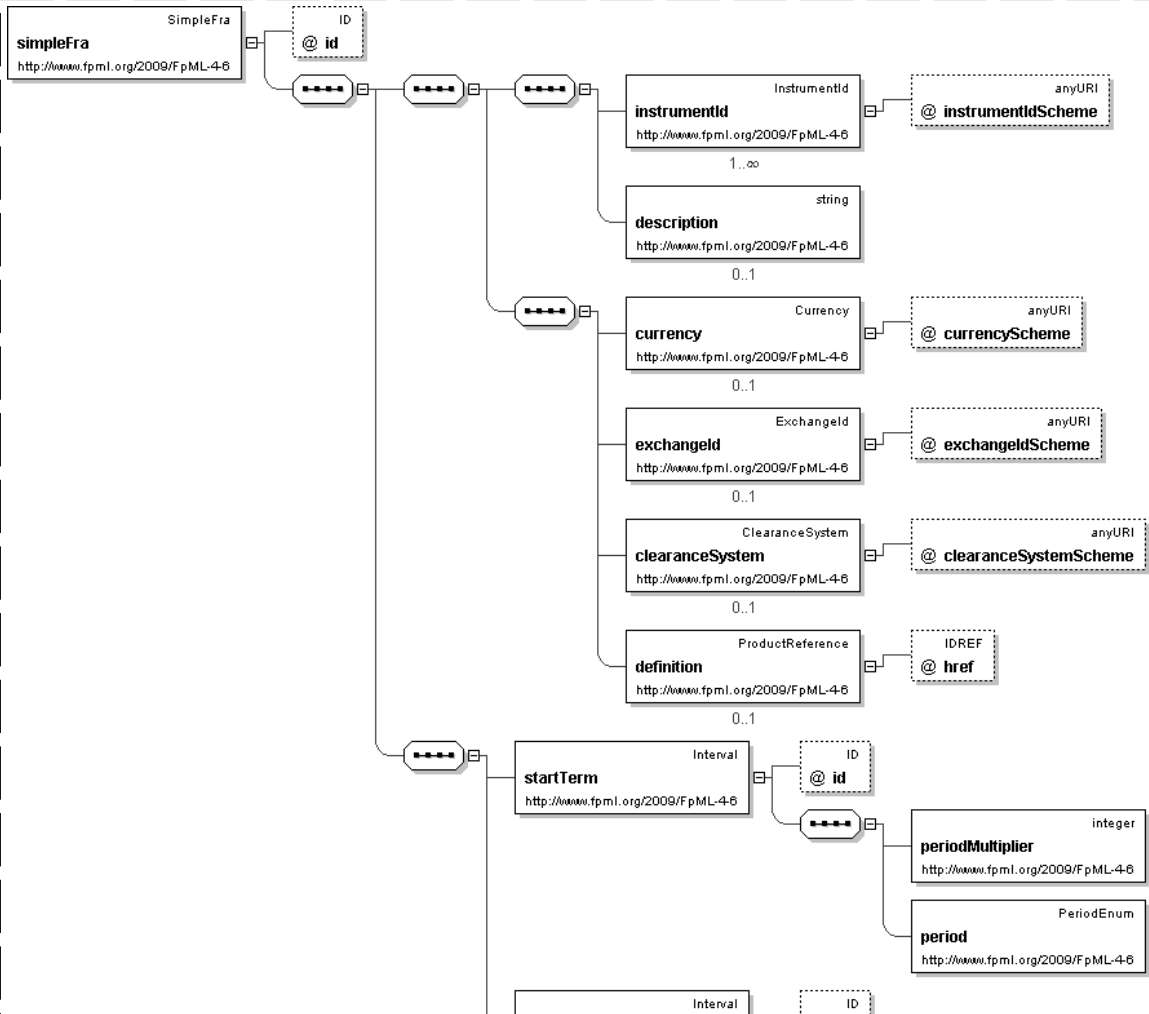 SimpleFra
simpleFra
http://www.fpml.org/2009/FpML-4-6
ID
@ id
InstrumentId
instrumentId
http://www.fpml.org/2009/FpML-4-6
1..∞
anyURI
@ instrumentIdScheme
string
description
http://www.fpml.org/2009/FpML-4-6
0..1
Currency
currency
http://www.fpml.org/2009/FpML-4-6
0..1
anyURI
@ currencyScheme
ExchangeId
exchangeId
http://www.fpml.org/2009/FpML-4-6
0..1
anyURI
@ exchangeIdScheme
ClearanceSystem
clearanceSystem
http://www.fpml.org/2009/FpML-4-6
0..1
anyURI
@ clearanceSystemScheme
ProductReference
definition
http://www.fpml.org/2009/FpML-4-6
0..1
IDREF
@ href
Interval
startTerm
http://www.fpml.org/2009/FpML-4-6
ID
@ id
integer
periodMultiplier
http://www.fpml.org/2009/FpML-4-6
PeriodEnum
period
http://www.fpml.org/2009/FpML-4-6
Interval
ID